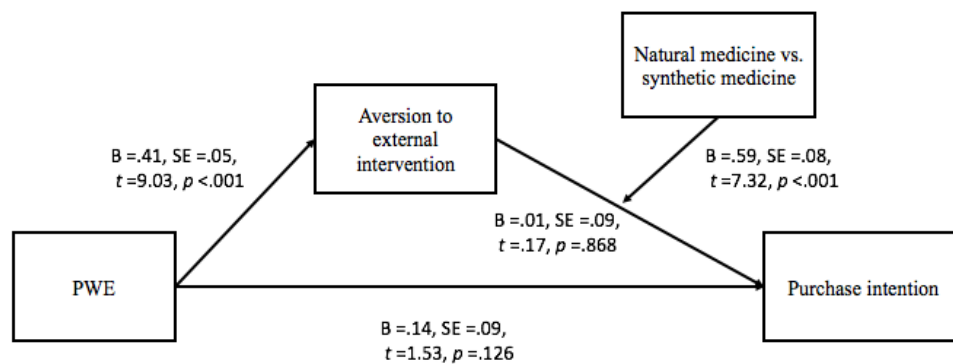 Natural medicine vs.
synthetic medicine
Aversion to
external
intervention
B =.41, SE =.05,
t =9.03, p <.001
B =.59, SE =.08,
t=7.32, p <.001
B =.01, SE =.09,
t =.17, p =.868
PWE
Purchase intention
B =.14, SE =.09,
t =1.53, p =.126